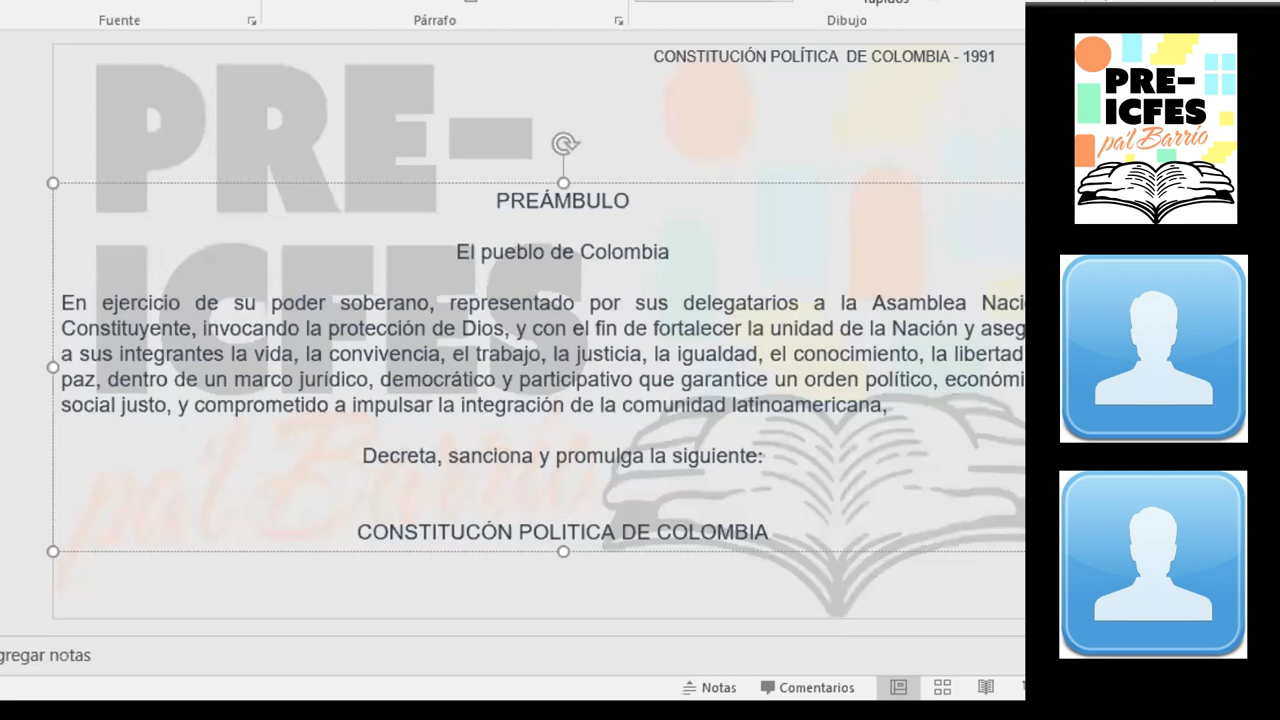 Fuente Párrafo Dibujo
CONSTITUCIÓN POLÍTICA DE COLOMBIA - 1991
PRE-
ICFES
pa'l Barrio
PREÁMBULO
El pueblo de Colombia
En ejercicio de su poder soberano, representado por sus delegatarios a la Asamblea Naci
Constituyente, invocando la protección de Dios, y con el fin de fortalecer la unidad de la Nación y aseg
a sus integrantes la vida, la convivencia, el trabajo, la justicia, la igualdad, el conocimiento, la libertad
paz, dentro de un marco jurídico, democrático y participativo que garantice un orden político, económi
social justo, y comprometido a impulsar la integración de la comunidad latinoamericana,
Decreta, sanciona y promulga la siguiente:
CONSTITUCÓN POLITICA DE COLOMBIA
gregar notas
Notas Comentarios
PRE-
ICFES
pa'l Barrio